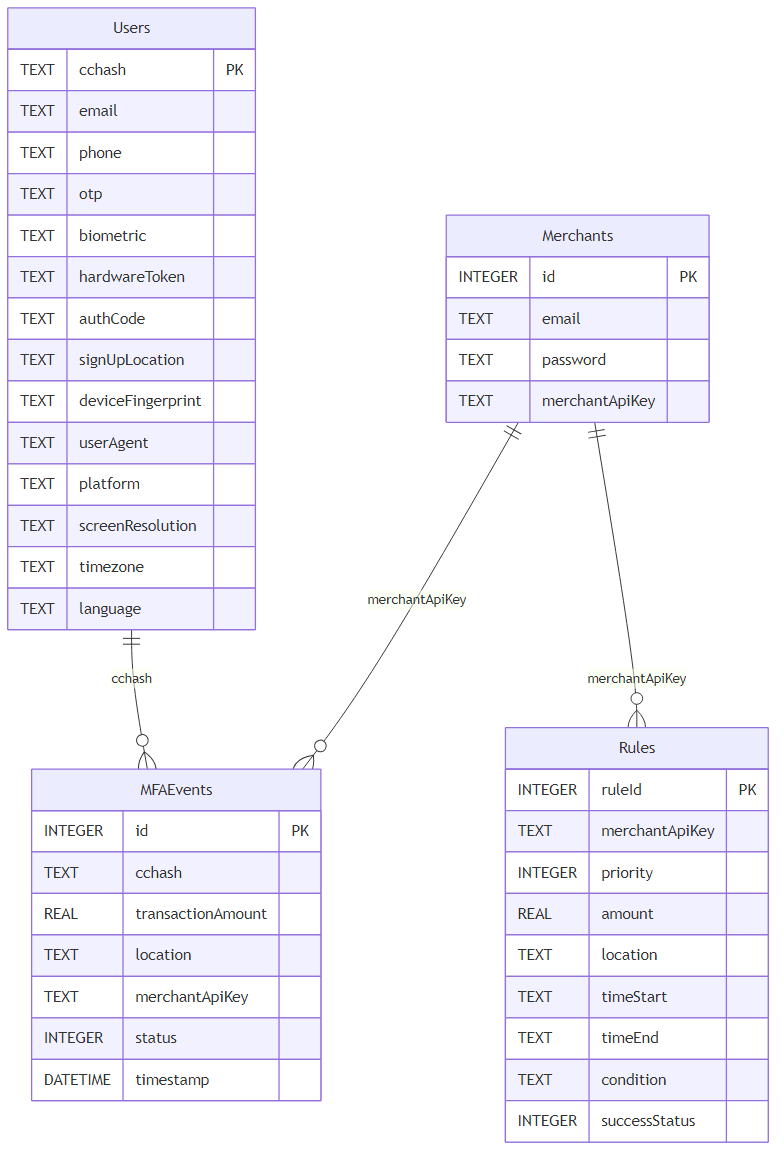 Users
TEXT cchash PK
TEXT email
TEXT phone
TEXT otp
TEXT biometric
TEXT hardwareToken
TEXT authCode
TEXT signUpLocation
TEXT deviceFingerprint
TEXT userAgent
TEXT platform
TEXT screenResolution
TEXT timezone
TEXT language
Merchants
INTEGER id PK
TEXT email
TEXT password
TEXT merchantApiKey
merchantApiKey
cchash
merchantApiKey
MFAEvents
INTEGER id PK
TEXT cchash
REAL transactionAmount
TEXT location
TEXT merchantApiKey
INTEGER status
DATETIME timestamp
Rules
INTEGER ruleId PK
TEXT merchantApiKey
INTEGER priority
REAL amount
TEXT location
TEXT timeStart
TEXT timeEnd
TEXT condition
INTEGER successStatus